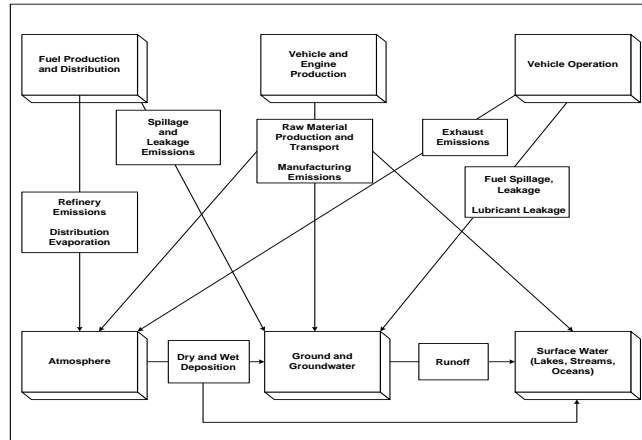 Fuel Production
and Distribution
Vehicle and
Engine
Production
Vehicle Operation
Spillage
and
Leakage
Emissions
Raw Material
Production and
Transport
Manufacturing
Emissions
Exhaust
Emissions
Fuel Spillage,
Leakage
Lubricant Leakage
Refinery
Emissions
Distribution
Evaporation
Atmosphere
Dry and Wet
Deposition
Ground and
Groundwater
Runoff
Surface Water
(Lakes, Streams,
Oceans)